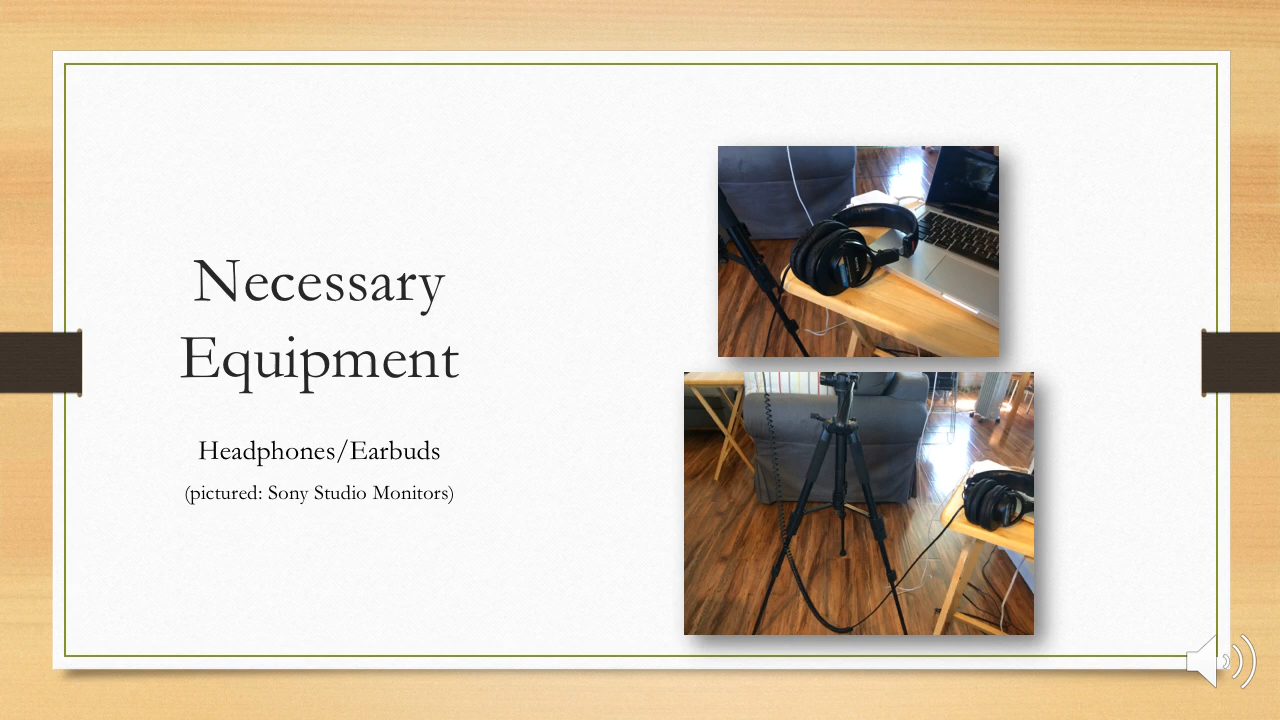 Necessary
Equipment
Headphones/Earbuds
(pictured: Sony Studio Monitors)